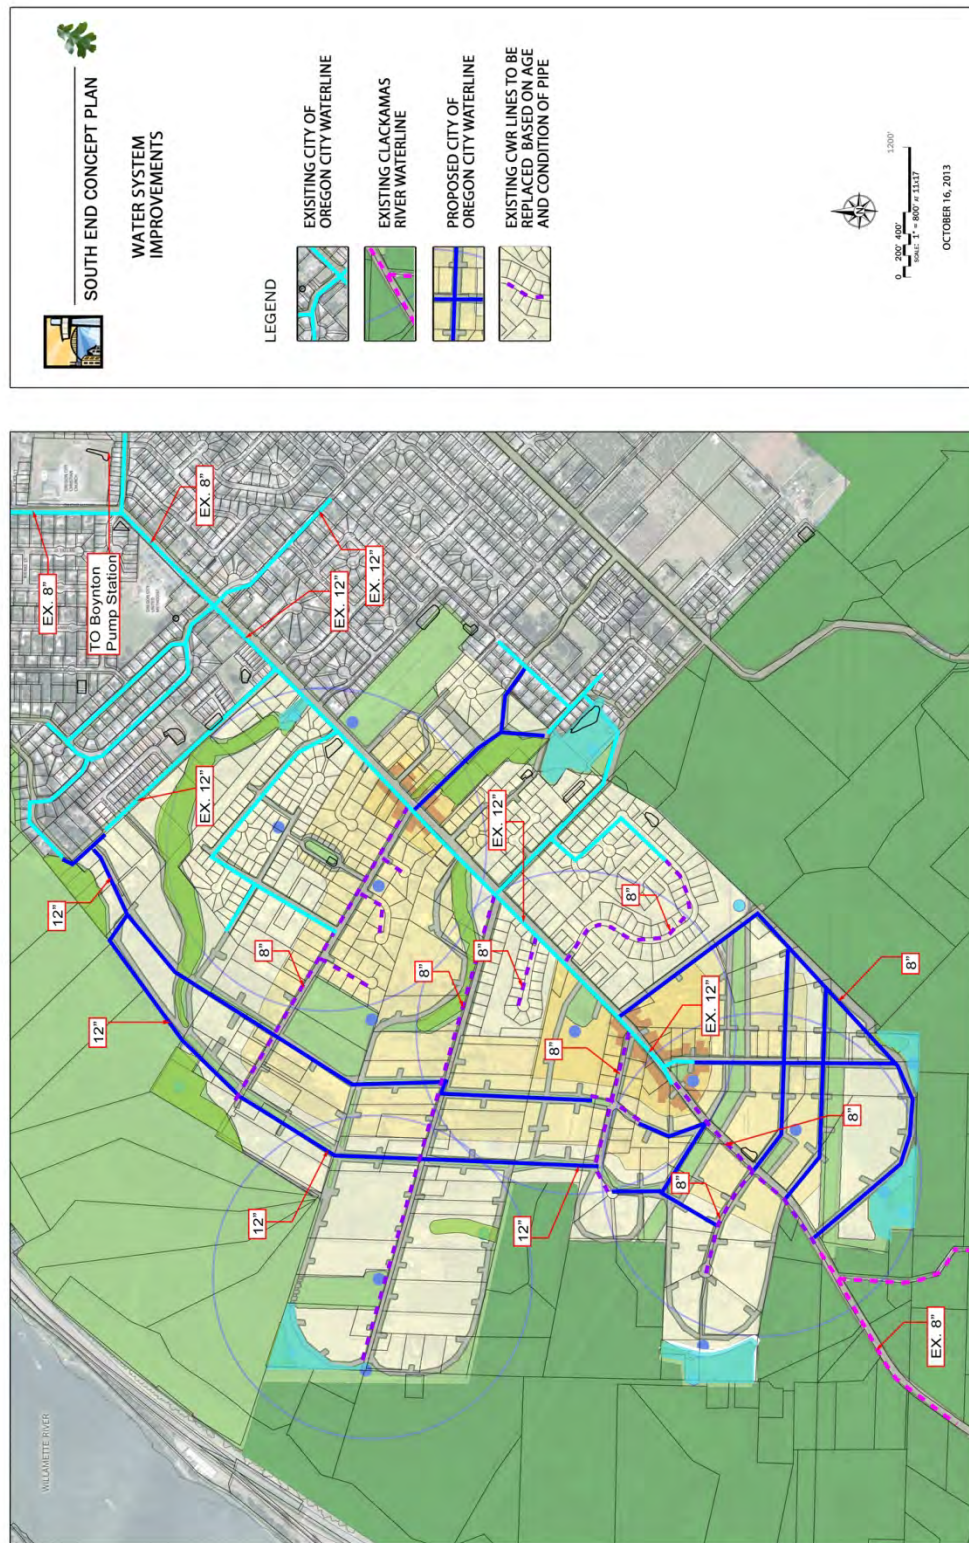 SOUTH END CONCEPT PLAN
WATER SYSTEM
IMPROVEMENTS
LEGEND
EXISITING CITY OF
OREGON CITY WATERLINE
EXISTING CLACKAMAS
RIVER WATERLINE
PROPOSED CITY OF
OREGON CITY WATERLINE
EXISTING CWR LINES TO BE
REPLACED BASED ON AGE
AND CONDITION OF PIPE
0 200' 400' 1200'
SCALE: 1" = 800' @ 11x17
OCTOBER 16, 2013
N
EX. 8"
TO Boynton
Pump Station
EX. 8"
EX. 12"
EX. 12"
EX. 12"
12"
12"
8"
8"
8"
EX. 12"
8"
8"
EX. 12"
8"
12"
12"
8"
8"
EX. 8"
WILLAMETTE RIVER